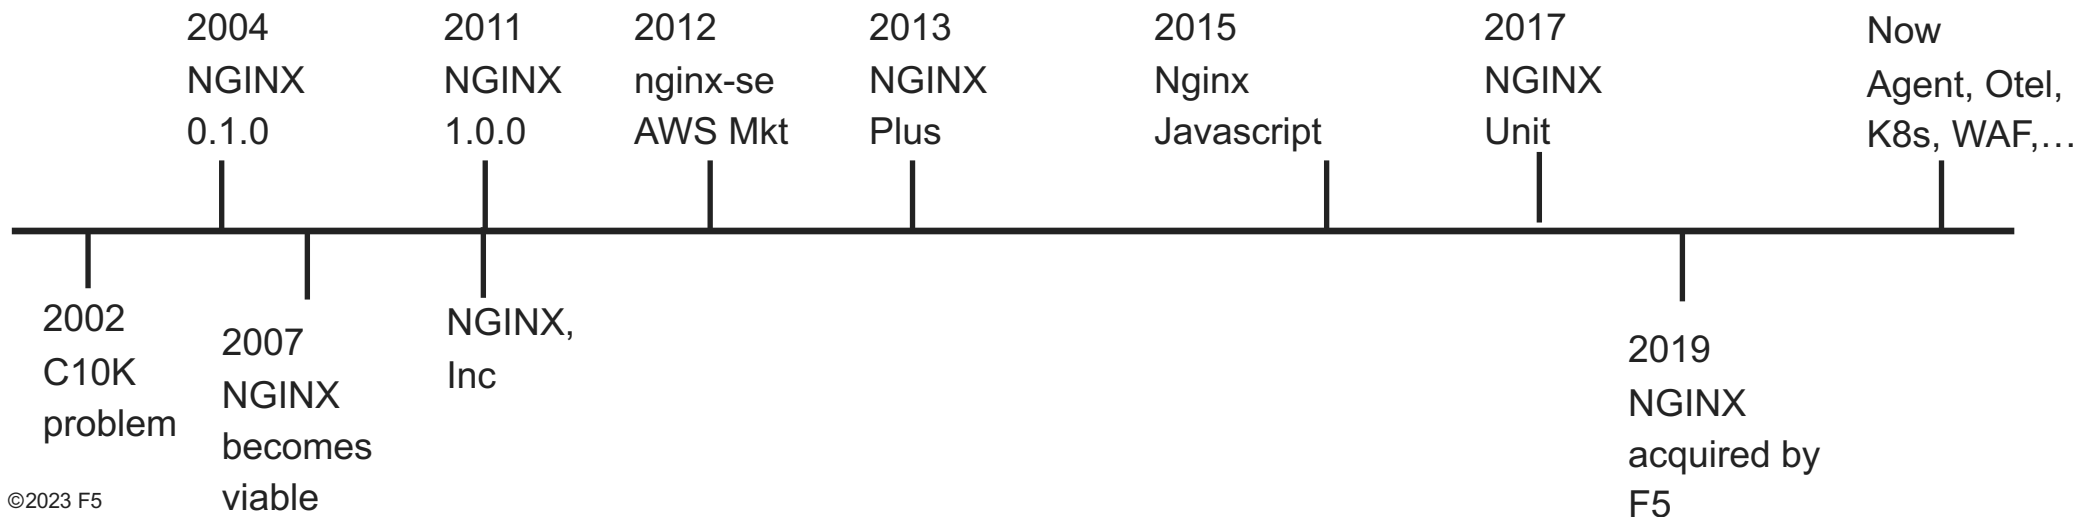 2004
NGINX
0.1.0
2011
NGINX
1.0.0
2012
nginx-se
AWS Mkt
2013
NGINX
Plus
2015
Nginx
Javascript
2017
NGINX
Unit
Now
Agent, Otel,
K8s, WAF,…
2002
C10K
problem
2007
NGINX
becomes
viable
NGINX,
Inc
2019
NGINX
acquired by
F5
©2023 F5